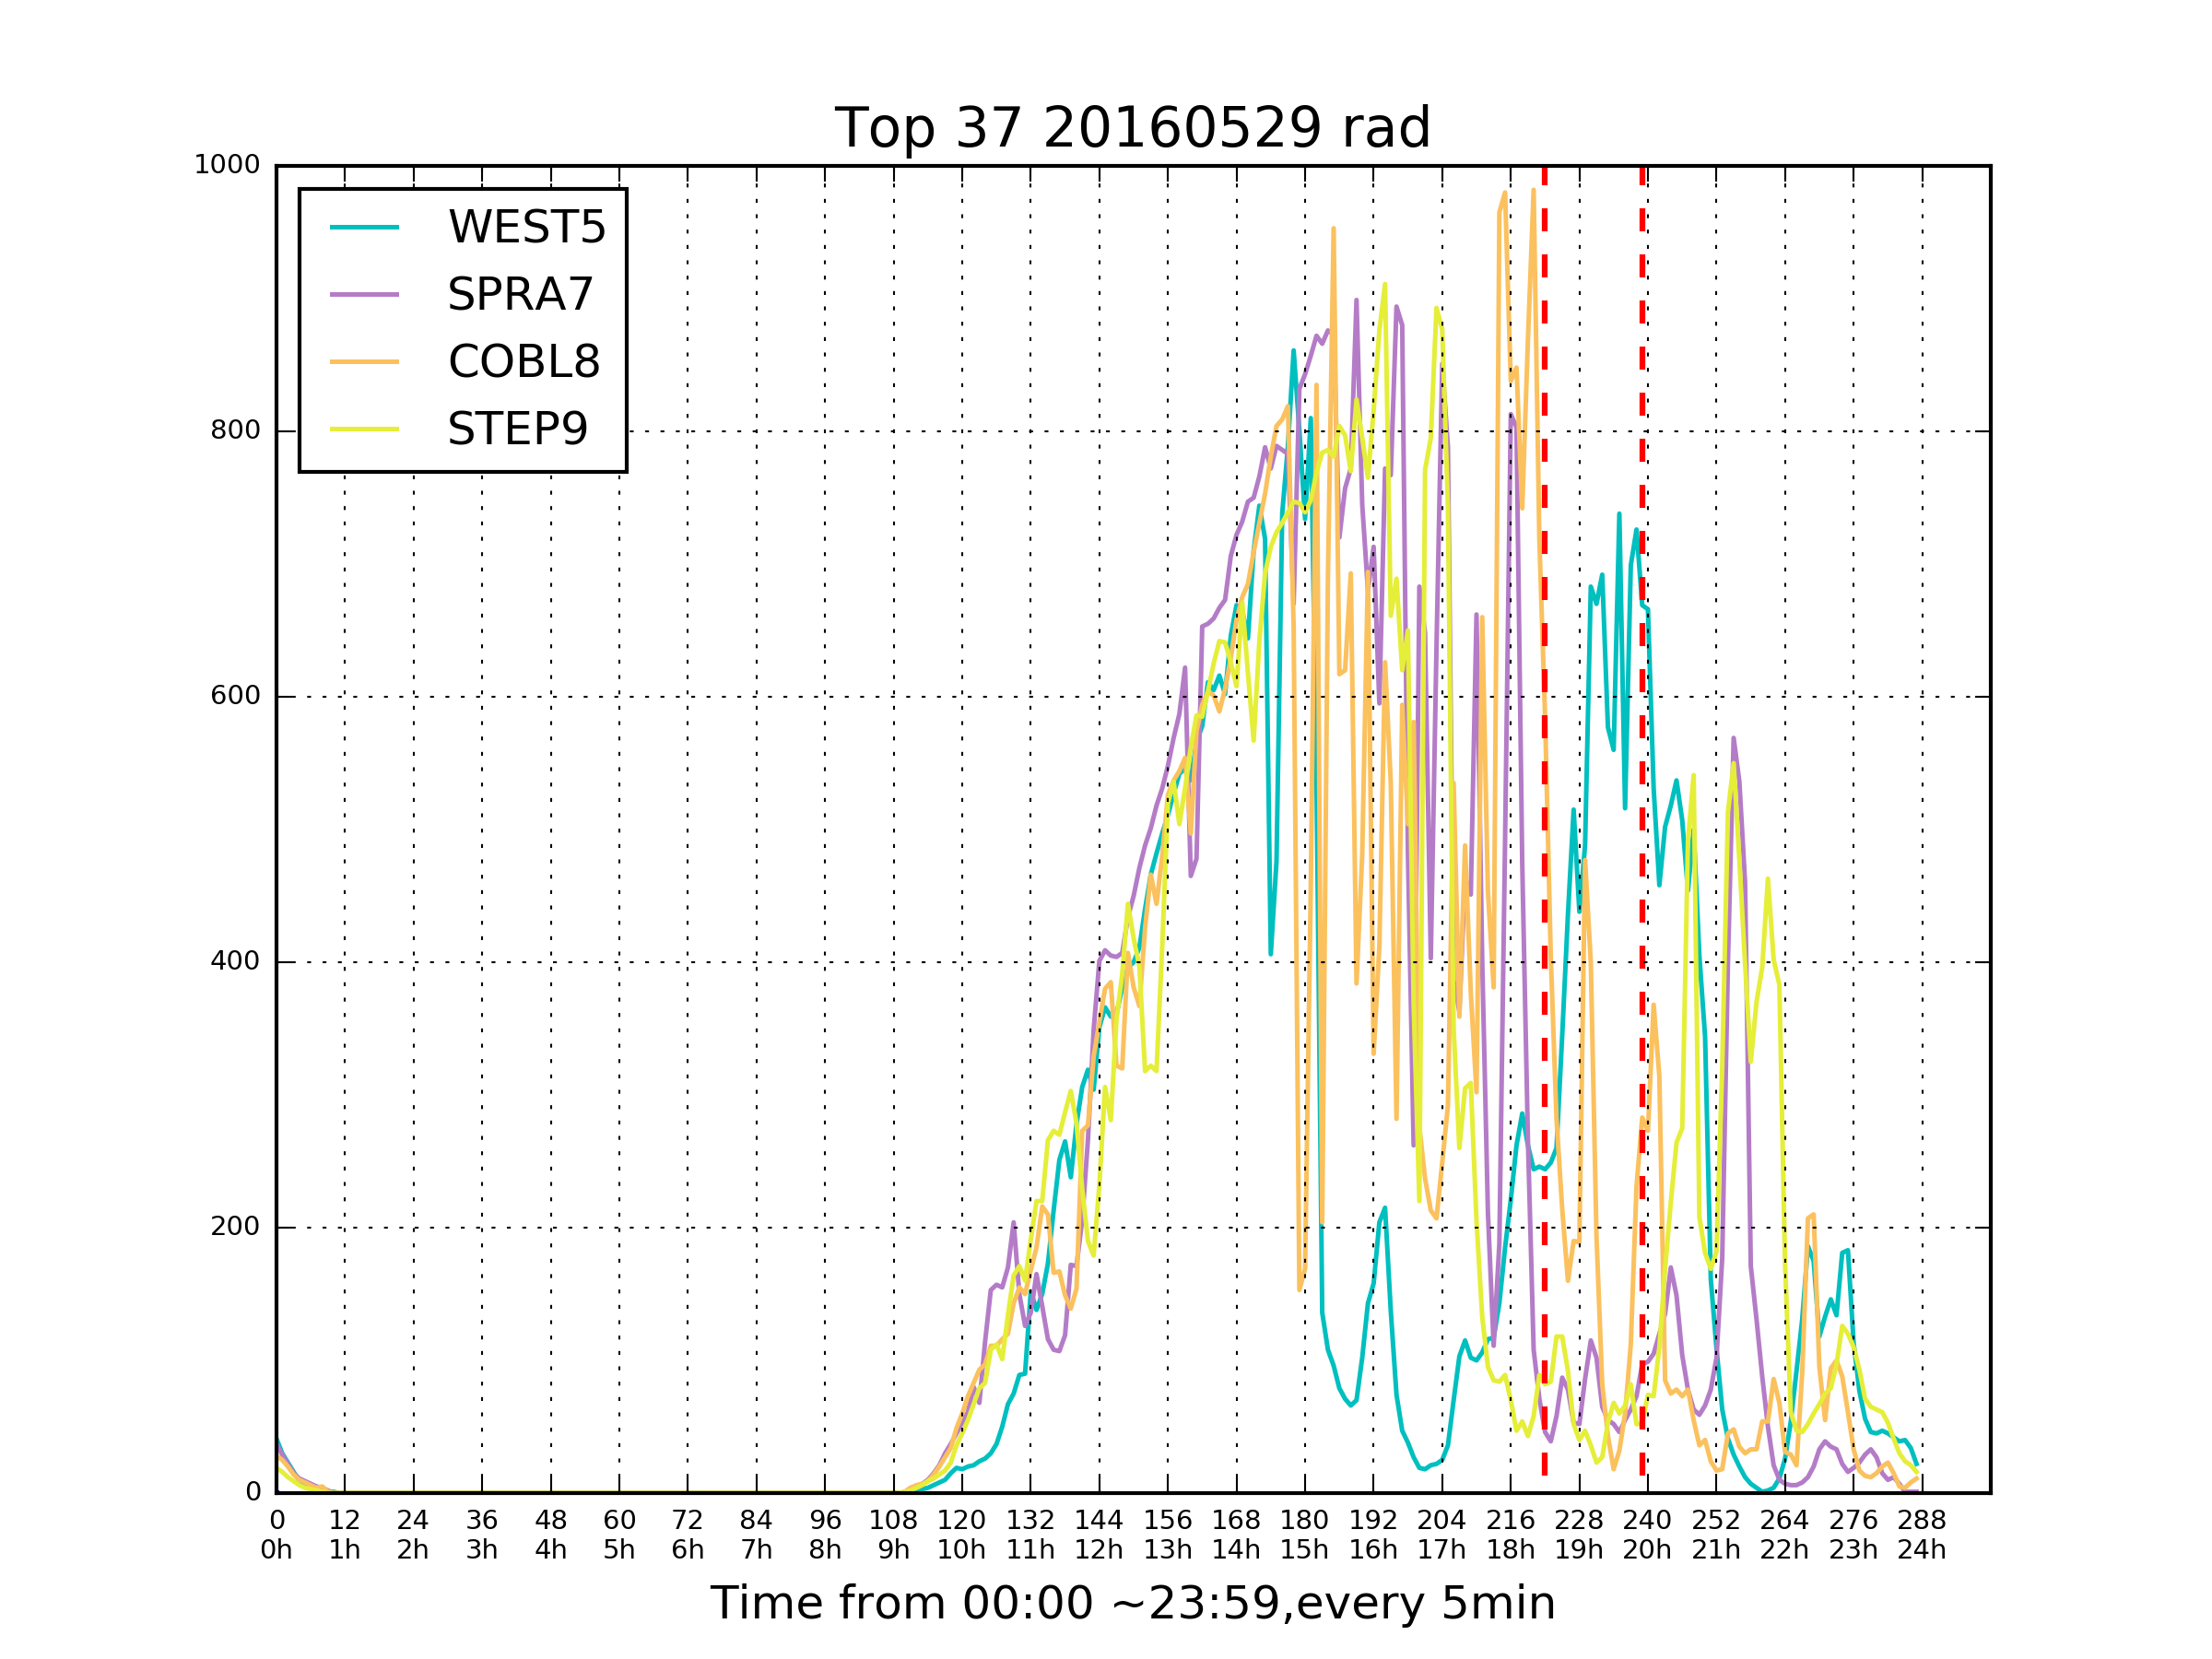 Top 37 20160529 rad
1000
800
600
400
200
0
WEST5
SPRA7
COBL8
STEP9
0 12 24 36 48 60 72 84 96 108 120 132 144 156 168 180 192 204 216 228 240 252 264 276 288
0h 1h 2h 3h 4h 5h 6h 7h 8h 9h 10h 11h 12h 13h 14h 15h 16h 17h 18h 19h 20h 21h 22h 23h 24h
Time from 00:00 ~23:59,every 5min